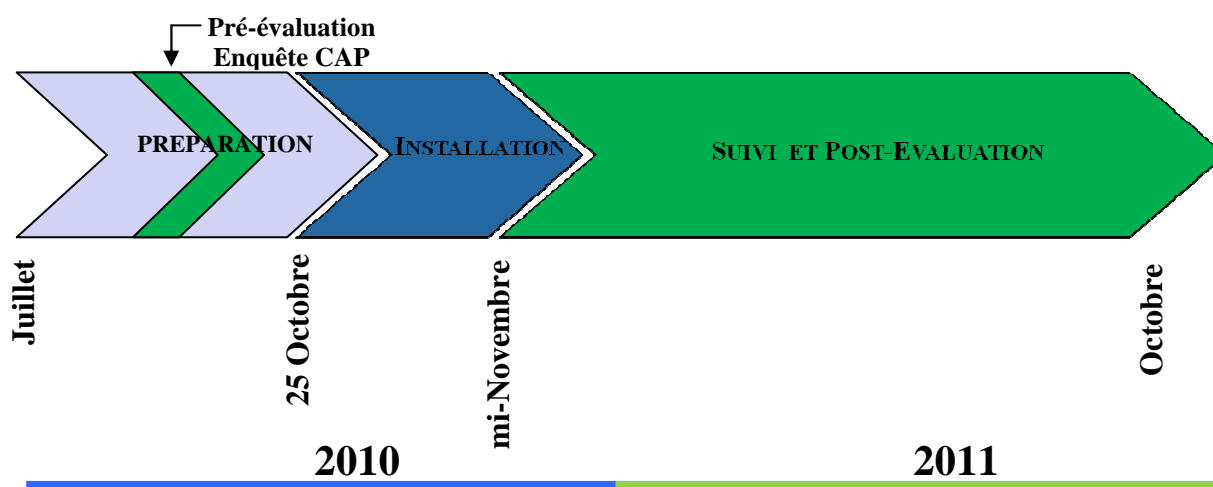 Pré-évaluation
Enquête CAP
PREPARATION
INSTALLATION
SUIVI ET POST-EVALUATION
Juillet
25 Octobre
mi-Novembre
Octobre
2010
2011